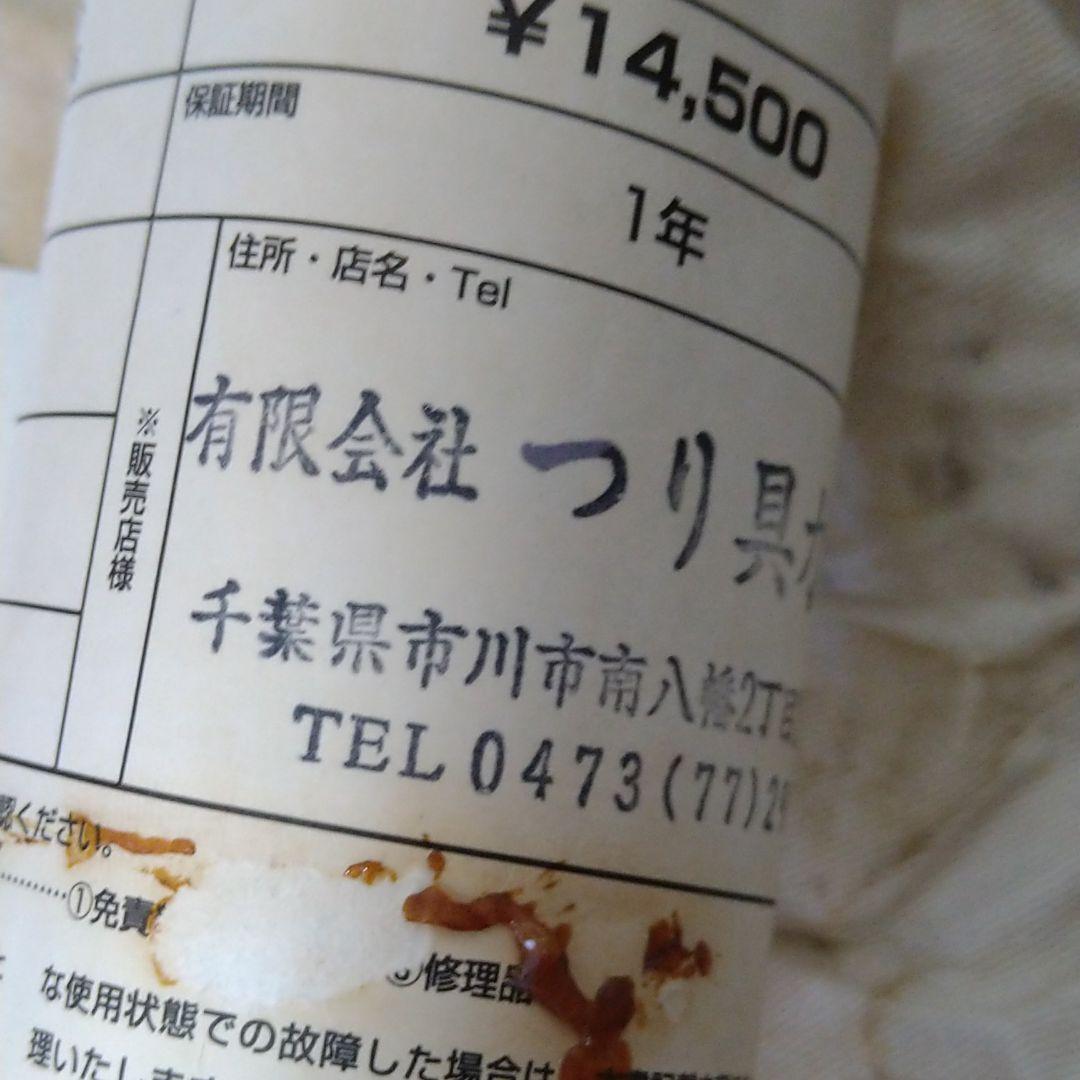 ¥14,500
保証期間
1年
住所・店名・Tel
※販売店様
有限会社 つり具
千葉県市川市南八幡2丁目
TEL 0473(77)2
認ください。
①免責
修理品
な使用状態での故障した場合は
理いたします